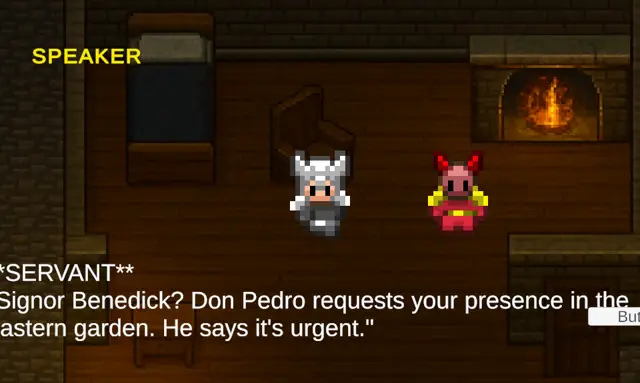 SPEAKER
*SERVANT**
Signor Benedick? Don Pedro requests your presence in the
astern garden. He says it's urgent."
But